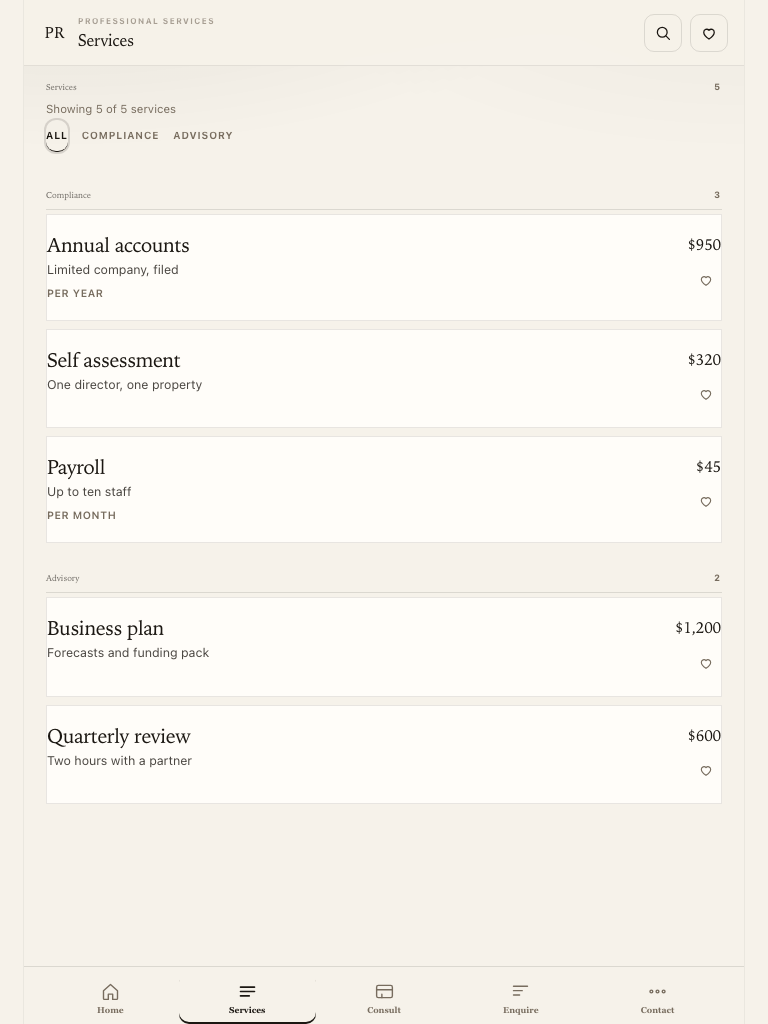 PR
PROFESSIONAL SERVICES
Services
Services
5
Showing 5 of 5 services
ALL COMPLIANCE ADVISORY
Compliance
3
Annual accounts
$950
Limited company, filed
PER YEAR
Self assessment
$320
One director, one property
Payroll
$45
Up to ten staff
PER MONTH
Advisory
2
Business plan
$1,200
Forecasts and funding pack
Quarterly review
$600
Two hours with a partner
Home Services Consult Enquire Contact